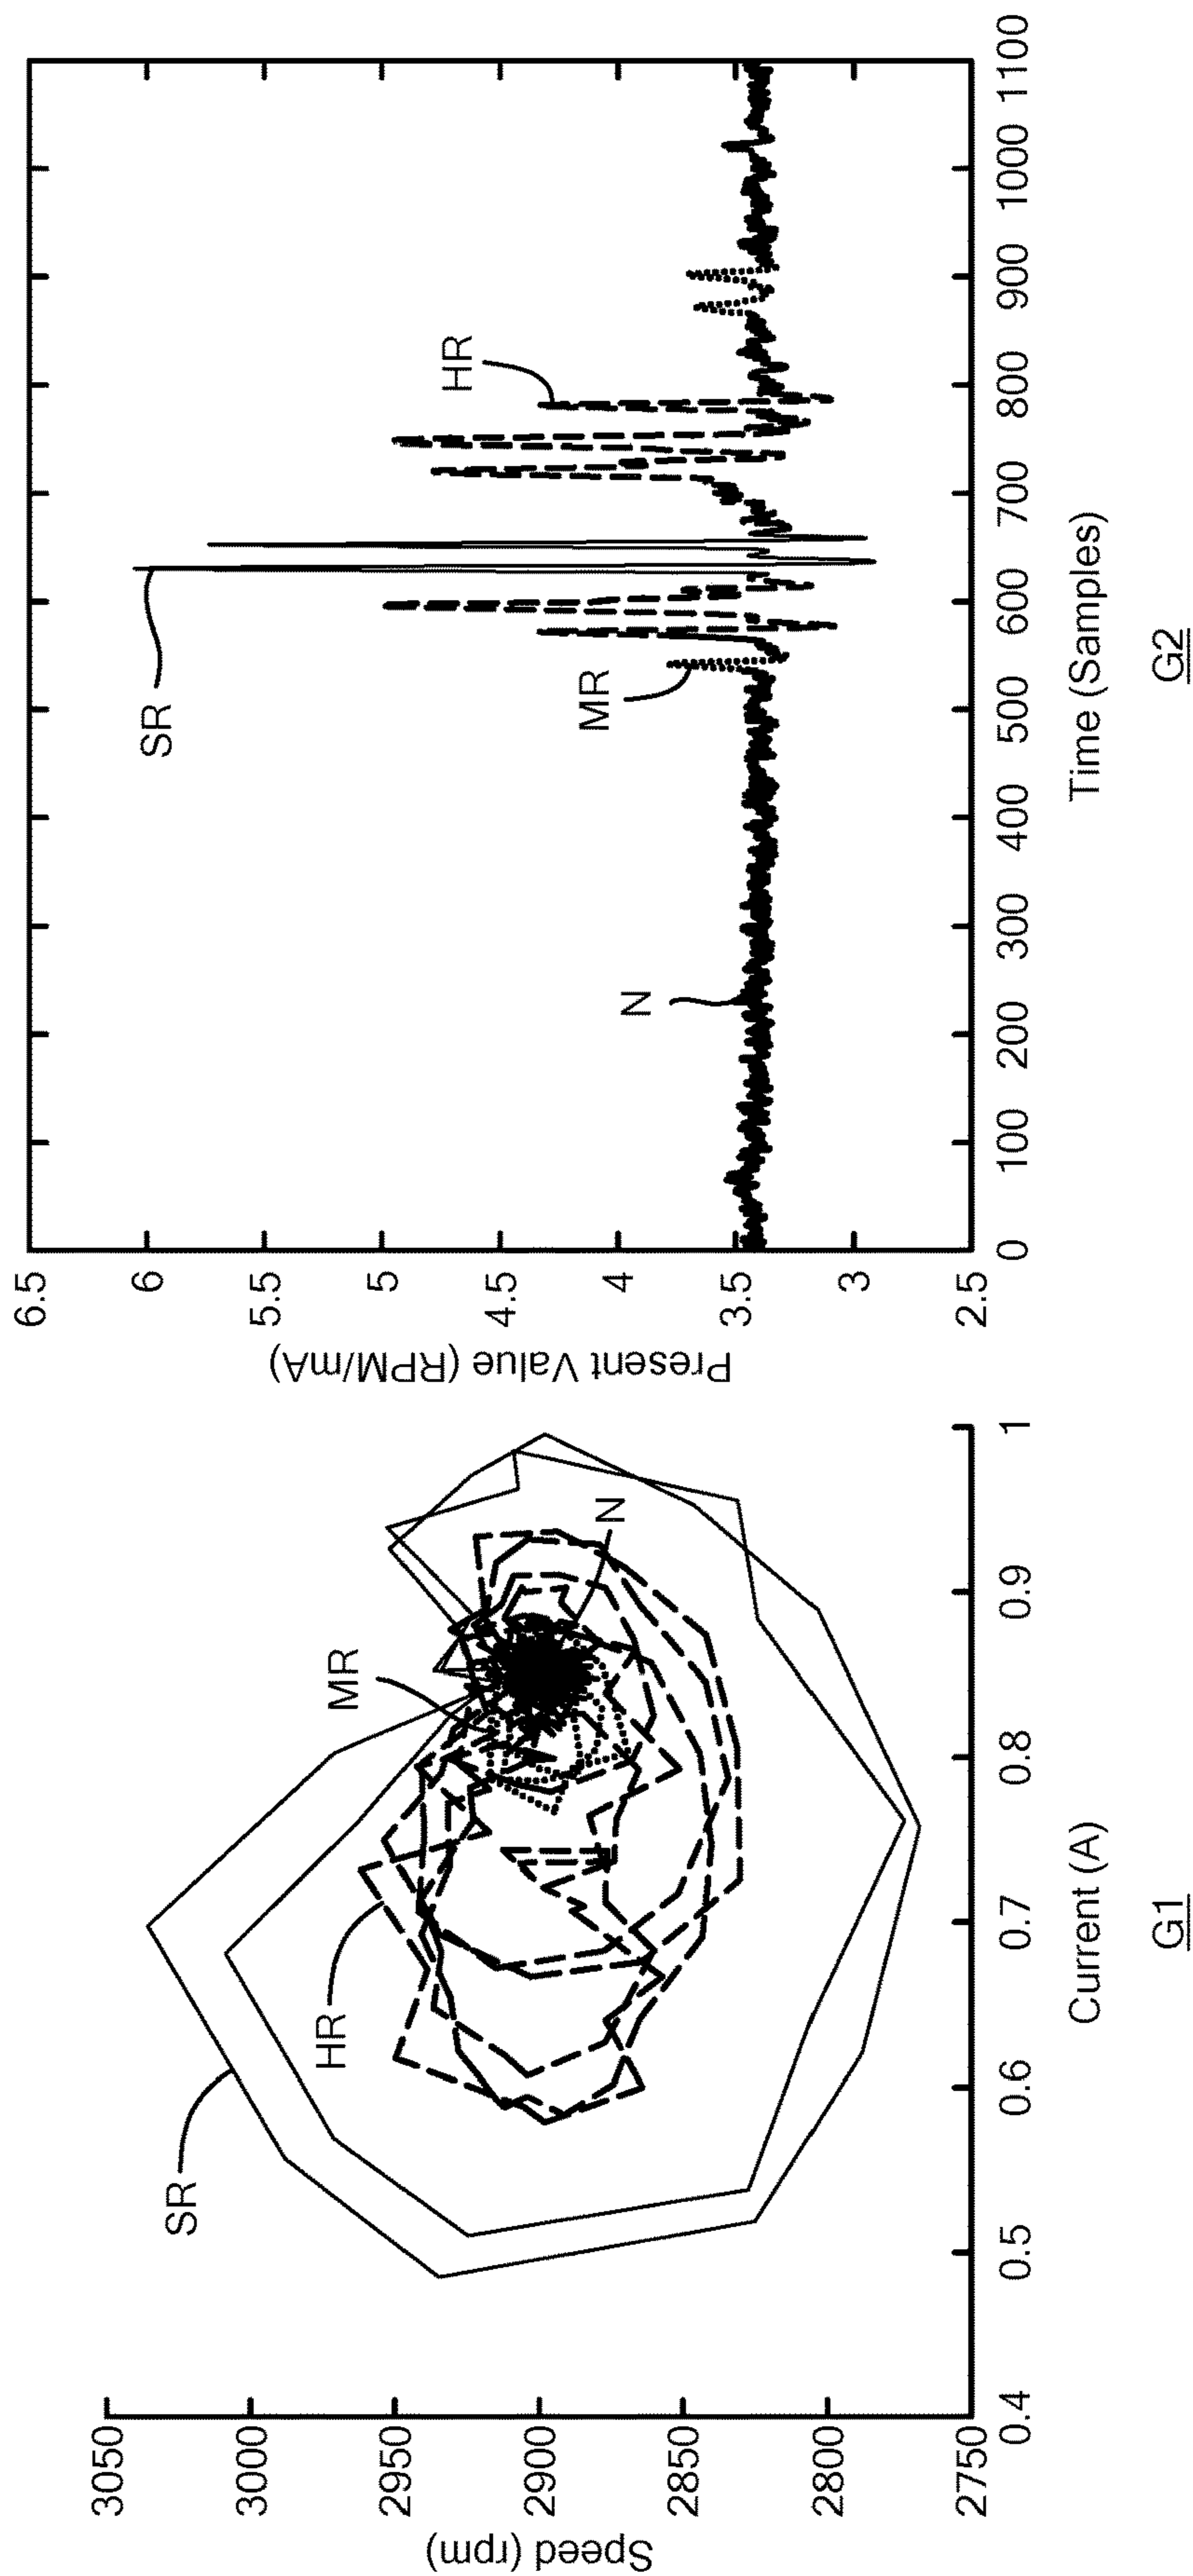 Speed (rpm)
3050
3000
2950
2900
2850
2800
2750
0.4
0.5
0.6
0.7
0.8
0.9
1
Current (A)
SR
HR
MR
N
G1
Present Value (RPM/mA)
6.5
6
5.5
5
4.5
4
3.5
3
2.5
0
100
200
300
400
500
600
700
800
900
1000
1100
Time (Samples)
N
SR
MR
HR
G2